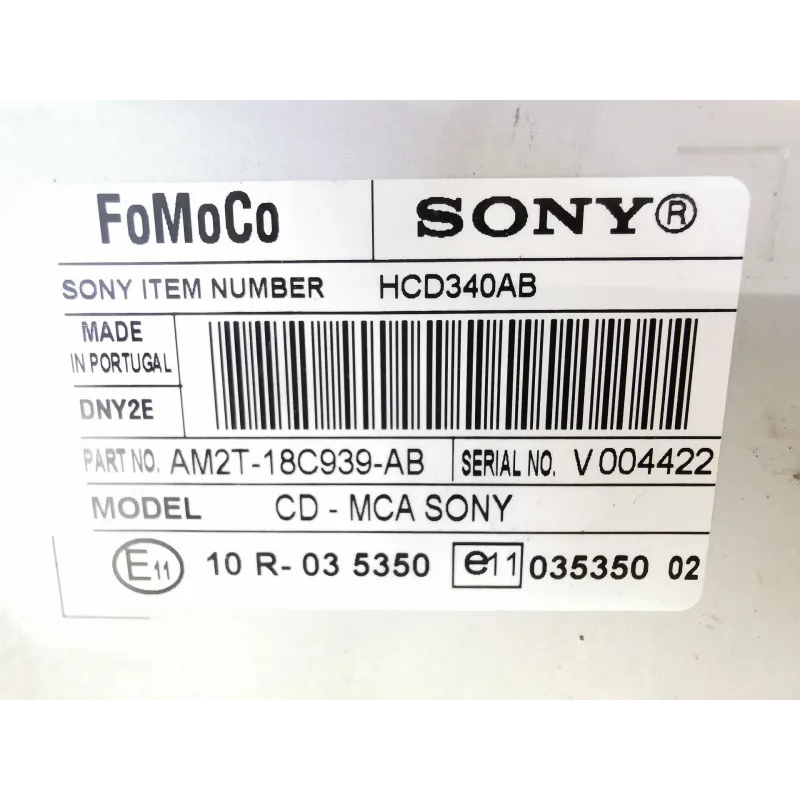 FoMoCo SONY®
SONY ITEM NUMBER HCD340AB
MADE
IN PORTUGAL
DNY2E
PART NO. AM2T-18C939-AB SERIAL NO. V 004422
MODEL CD - MCA SONY
E11 10 R- 03 5350 e11 035350 02